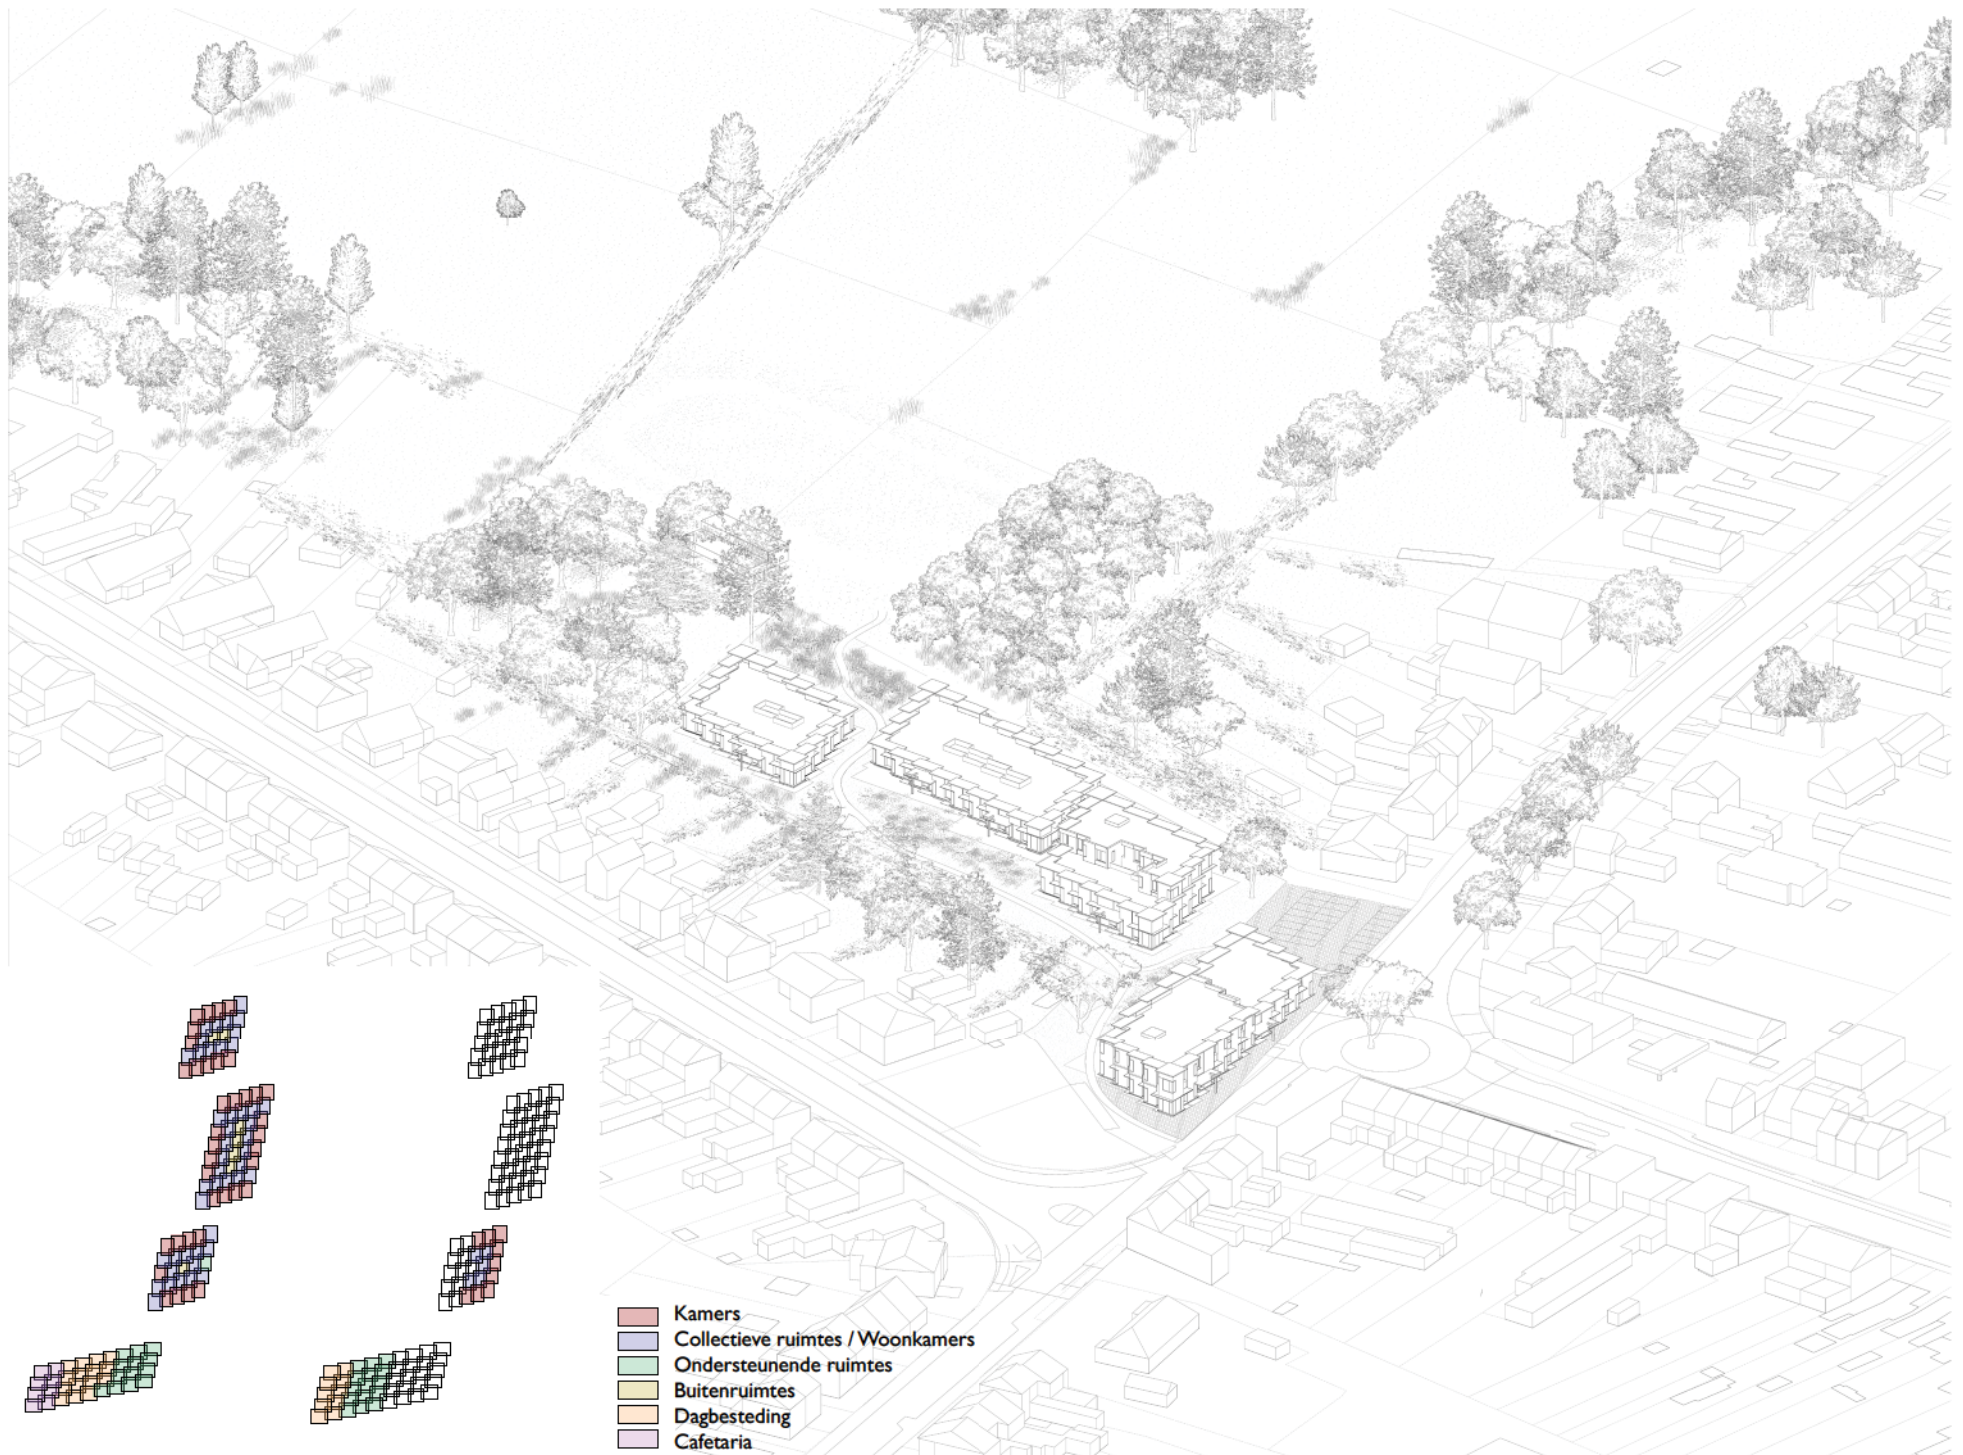 Kamers
Collectieve ruimtes / Woonkamers
Ondersteunende ruimtes
Buitenruimtes
Dagbesteding
Cafetaria